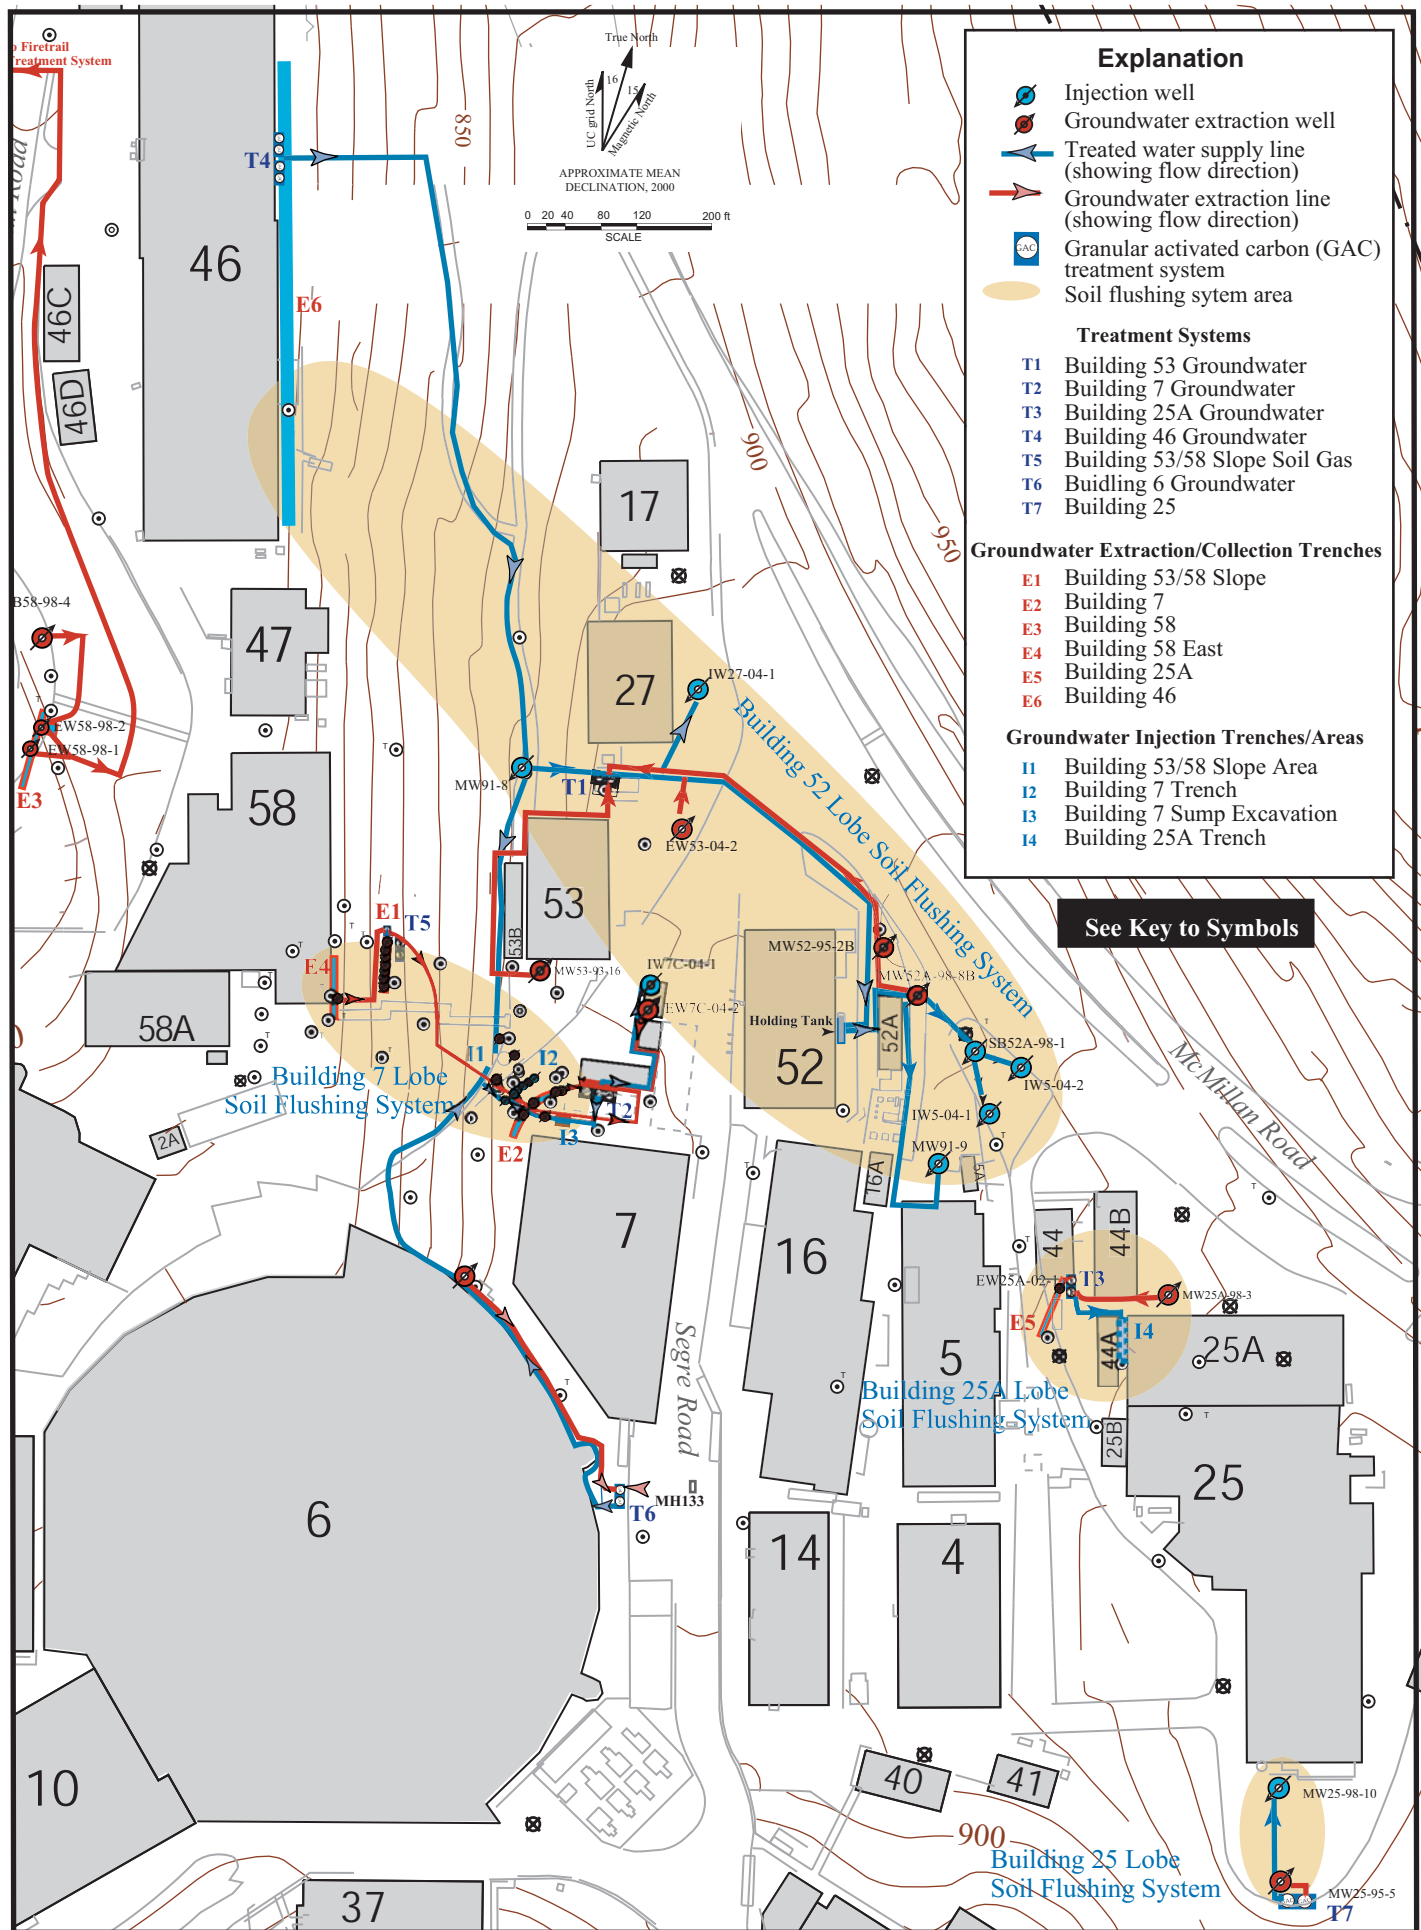 Firetrail
Treatment System
Road
True North
16
15
UC grid North
Magnetic North
APPROXIMATE MEAN
DECLINATION, 2000
0 20 40 80 120 200 ft
SCALE
850
T4
46
E6
46C
46D
900
950
17
B58-98-4
47
27
IW27-04-1
EW58-98-2
EW58-98-1
E3
58
MW91-8
T1
EW53-04-2
Building 52 Lobe Soil Flushing System
53
53B
E1
T5
E4
MW53-93-16
IW7C-04-1
EW7C-04-2
MW52-95-2B
MW52A-98-8B
Holding Tank
52A
52
SB52A-98-1
IW5-04-2
IW5-04-1
MW91-9
58A
I1
I2
Building 7 Lobe
Soil Flushing System
T2
I3
E2
2A
16A
5A
McMillan Road
7
16
44
44B
EW25A-02-1
T3
MW25A-98-3
E5
I4
44A
25A
5
Building 25A Lobe
Soil Flushing System
25B
Segre Road
25
MH133
T6
6
14
4
10
40
41
900
MW25-98-10
Building 25 Lobe
Soil Flushing System
MW25-95-5
T7
37
Explanation
Injection well
Groundwater extraction well
Treated water supply line
(showing flow direction)
Groundwater extraction line
(showing flow direction)
GAC
Granular activated carbon (GAC)
treatment system
Soil flushing sytem area
Treatment Systems
T1 Building 53 Groundwater
T2 Building 7 Groundwater
T3 Building 25A Groundwater
T4 Building 46 Groundwater
T5 Building 53/58 Slope Soil Gas
T6 Buidling 6 Groundwater
T7 Building 25
Groundwater Extraction/Collection Trenches
E1 Building 53/58 Slope
E2 Building 7
E3 Building 58
E4 Building 58 East
E5 Building 25A
E6 Building 46
Groundwater Injection Trenches/Areas
I1 Building 53/58 Slope Area
I2 Building 7 Trench
I3 Building 7 Sump Excavation
I4 Building 25A Trench
See Key to Symbols